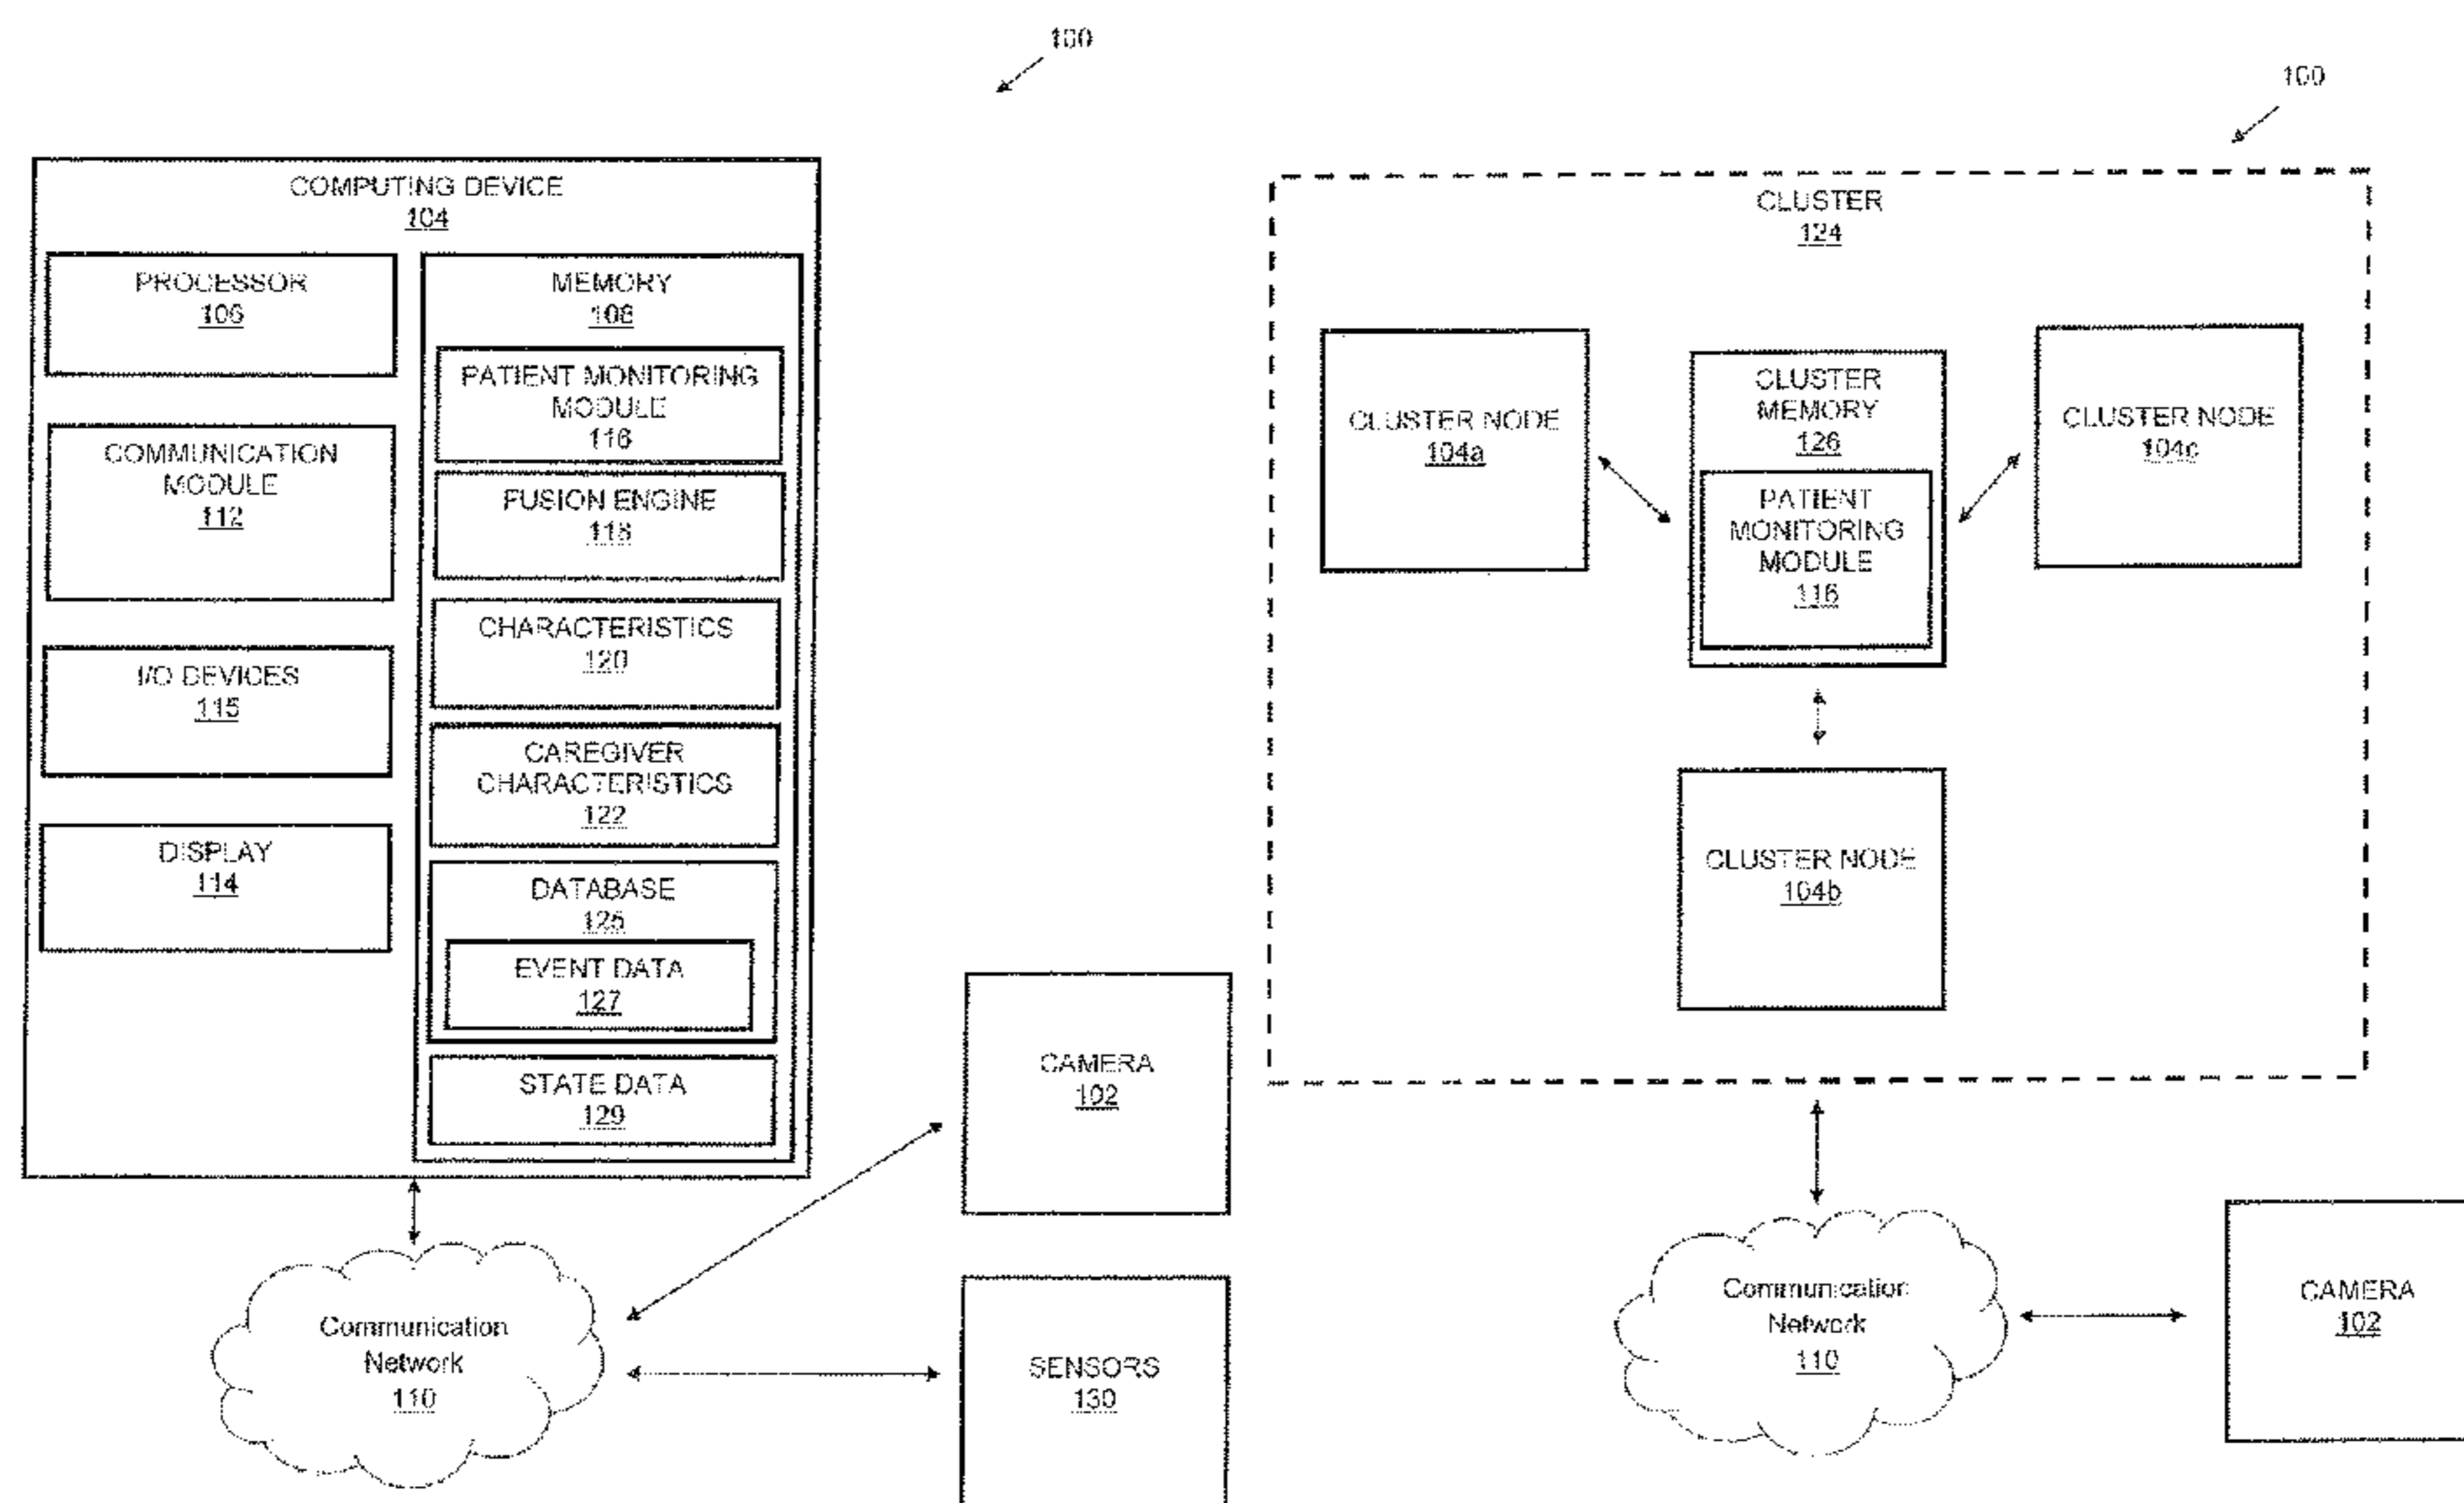 100
COMPUTING DEVICE
104
PROCESSOR
106
COMMUNICATION
MODULE
112
I/O DEVICES
115
DISPLAY
114
MEMORY
108
PATIENT MONITORING
MODULE
116
FUSION ENGINE
118
CHARACTERISTICS
120
CAREGIVER
CHARACTERISTICS
122
DATABASE
125
EVENT DATA
127
STATE DATA
129
Communication
Network
110
CAMERA
102
SENSORS
130
100
CLUSTER
124
CLUSTER NODE
104a
CLUSTER
MEMORY
126
PATIENT
MONITORING
MODULE
116
CLUSTER NODE
104c
CLUSTER NODE
104b
Communication
Network
110
CAMERA
102